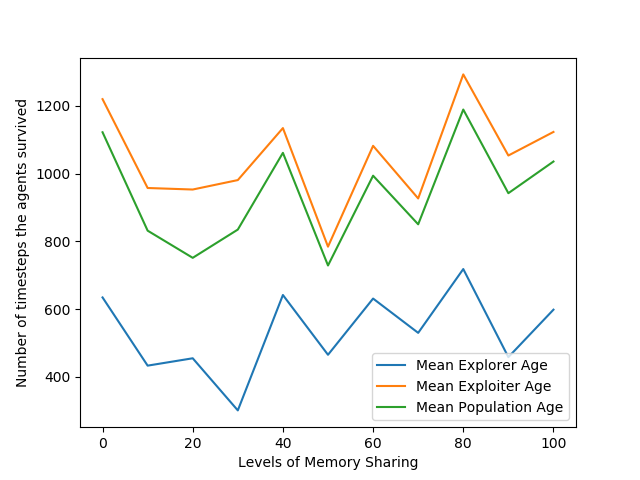 Number of timesteps the agents survived
1200
1000
800
600
400
0 20 40 60 80 100
Levels of Memory Sharing
Mean Explorer Age
Mean Exploiter Age
Mean Population Age